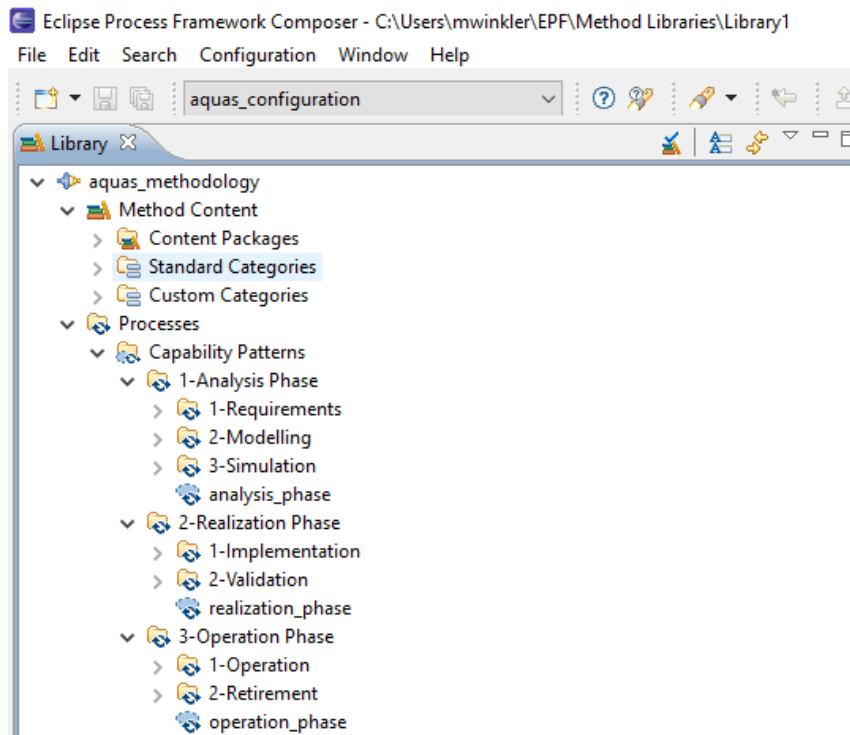 Eclipse Process Framework Composer - C:\Users\mwinkler\EPF\Method Libraries\Library1
File Edit Search Configuration Window Help
aquas_configuration
Library
aquas_methodology
Method Content
Content Packages
Standard Categories
Custom Categories
Processes
Capability Patterns
1-Analysis Phase
1-Requirements
2-Modelling
3-Simulation
analysis_phase
2-Realization Phase
1-Implementation
2-Validation
realization_phase
3-Operation Phase
1-Operation
2-Retirement
operation_phase